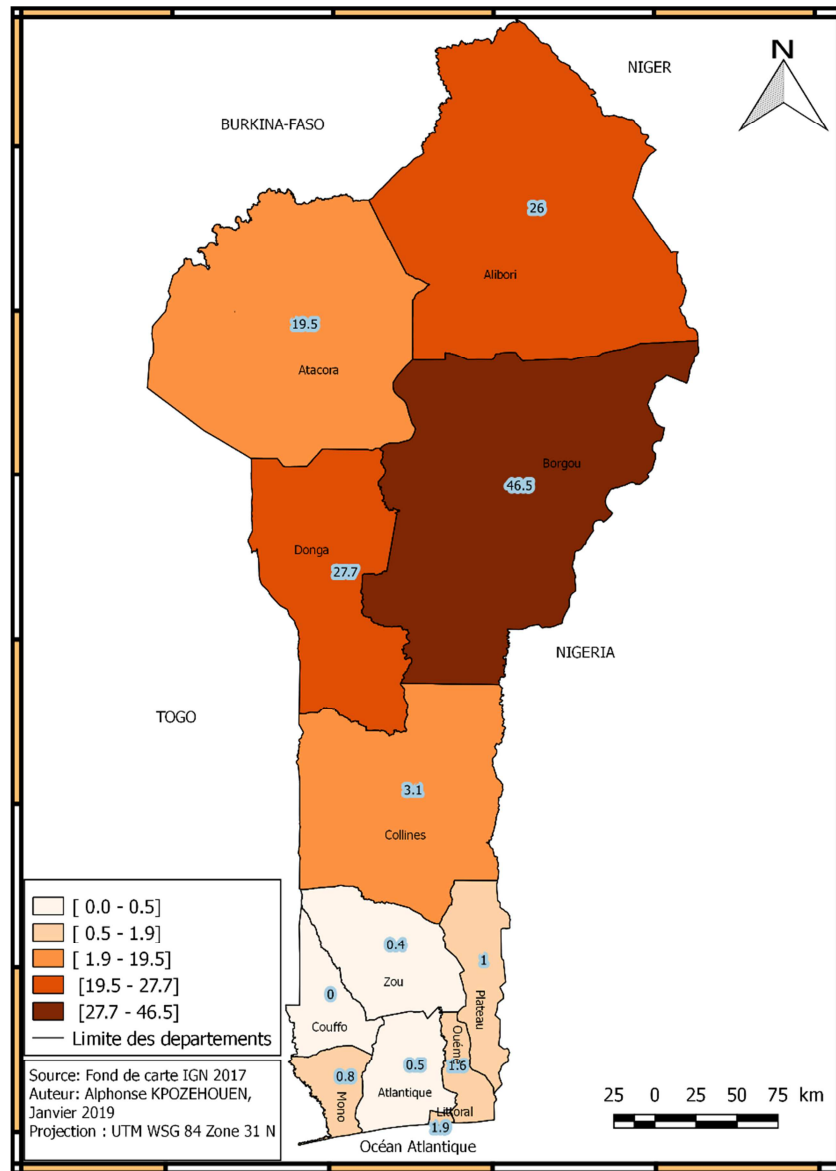 N
NIGER
BURKINA-FASO
26
Alibori
19.5
Atacora
Borgou
46.5
Donga
27.7
NIGERIA
TOGO
3.1
Collines
[ 0.0 - 0.5]
[ 0.5 - 1.9]
[ 1.9 - 19.5]
[19.5 - 27.7]
[27.7 - 46.5]
Limite des departements
0.4
Zou
1
Plateau
0
Couffo
Ouémé
1.6
0.5
Atlantique
0.8
Mono
Littoral
1.9
Océan Atlantique
Source: Fond de carte IGN 2017
Auteur: Alphonse KPOZEHOUEN,
Janvier 2019
Projection : UTM WSG 84 Zone 31 N
25 0 25 50 75 km